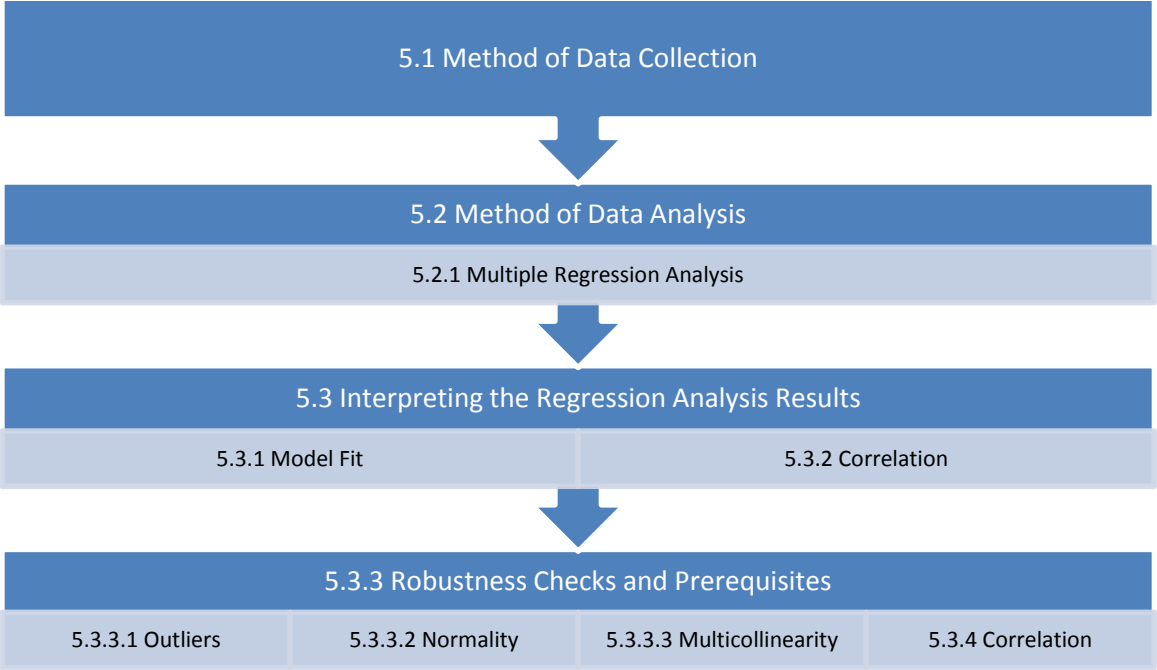 5.1 Method of Data Collection
5.2 Method of Data Analysis
5.2.1 Multiple Regression Analysis
5.3 Interpreting the Regression Analysis Results
5.3.1 Model Fit
5.3.2 Correlation
5.3.3 Robustness Checks and Prerequisites
5.3.3.1 Outliers
5.3.3.2 Normality
5.3.3.3 Multicollinearity
5.3.4 Correlation